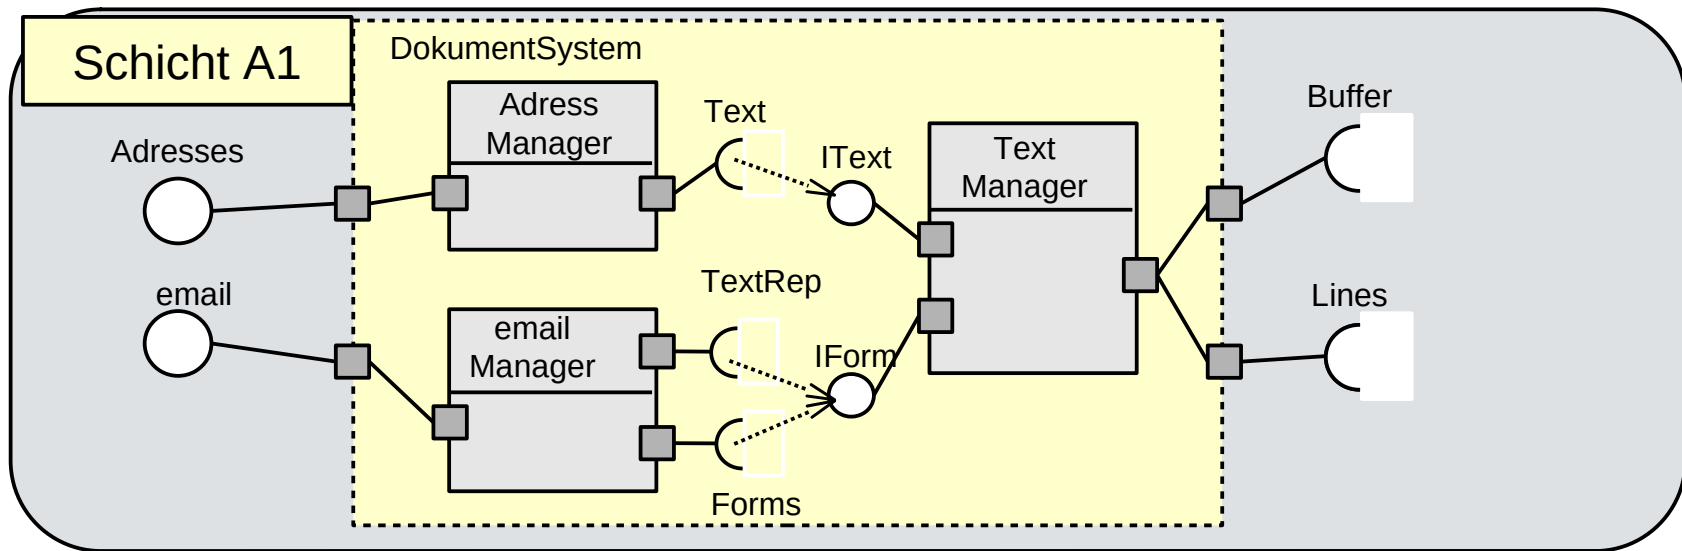 Schicht A1
DokumentSystem
Adresses
email
Adress
Manager
Text
IText
Text
Manager
email
Manager
TextRep
IForm
Forms
Buffer
Lines